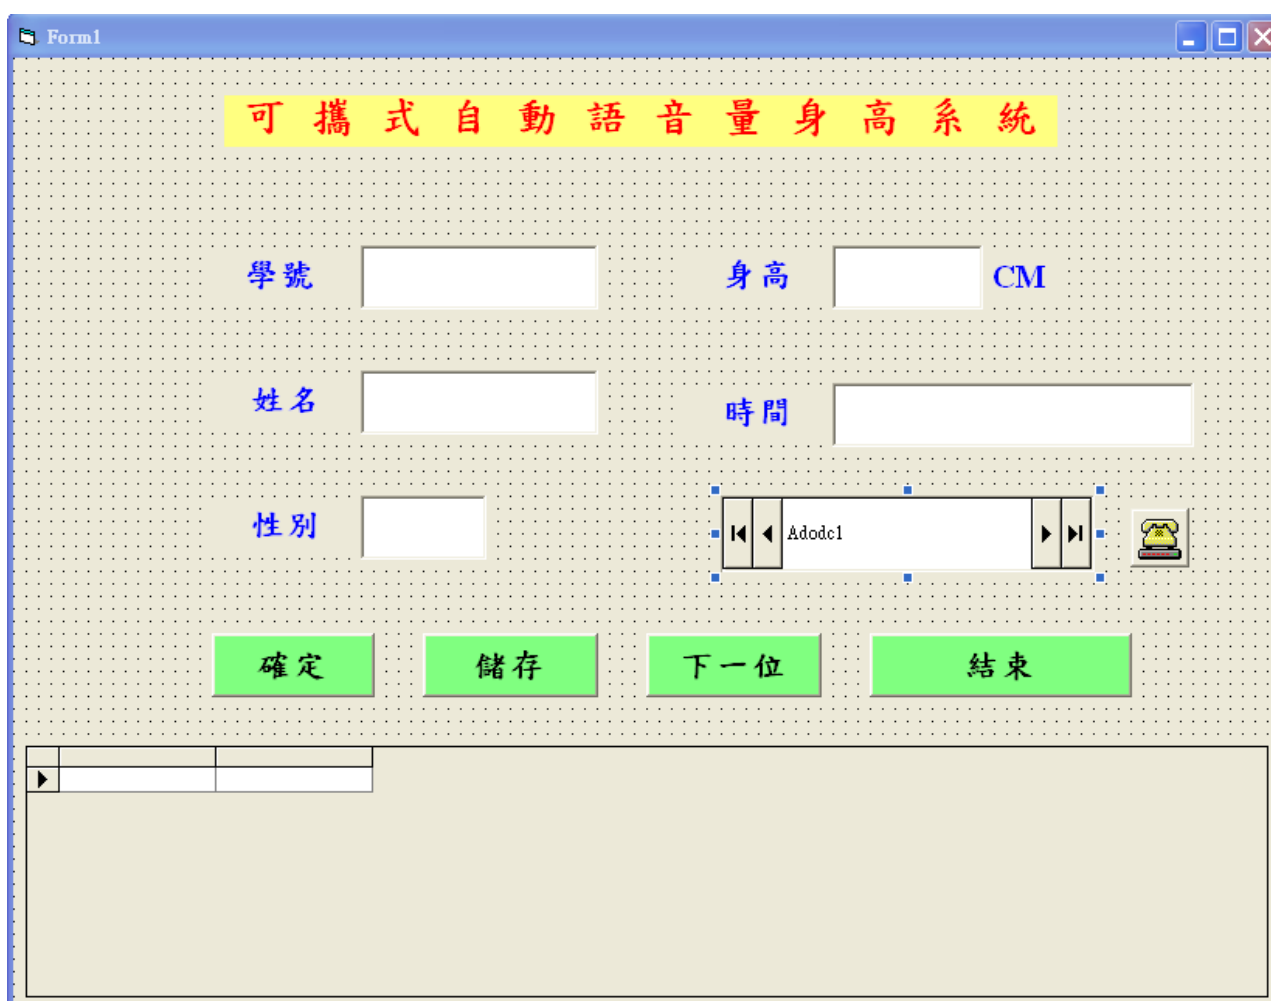 Form1
可攜式自動語音量身高系統
學號 身高 CM
姓名 時間
性別 Adodc1
確定 儲存 下一位 結束